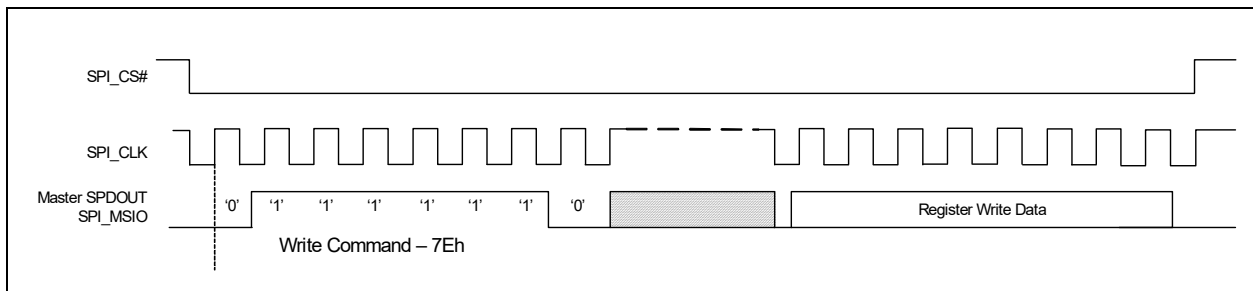 SPI_CS#
SPI_CLK
Master SPDOUT
SPI_MSIO
‘0’ ‘1’ ‘1’ ‘1’ ‘1’ ‘1’ ‘1’ ‘0’
Register Write Data
Write Command – 7Eh